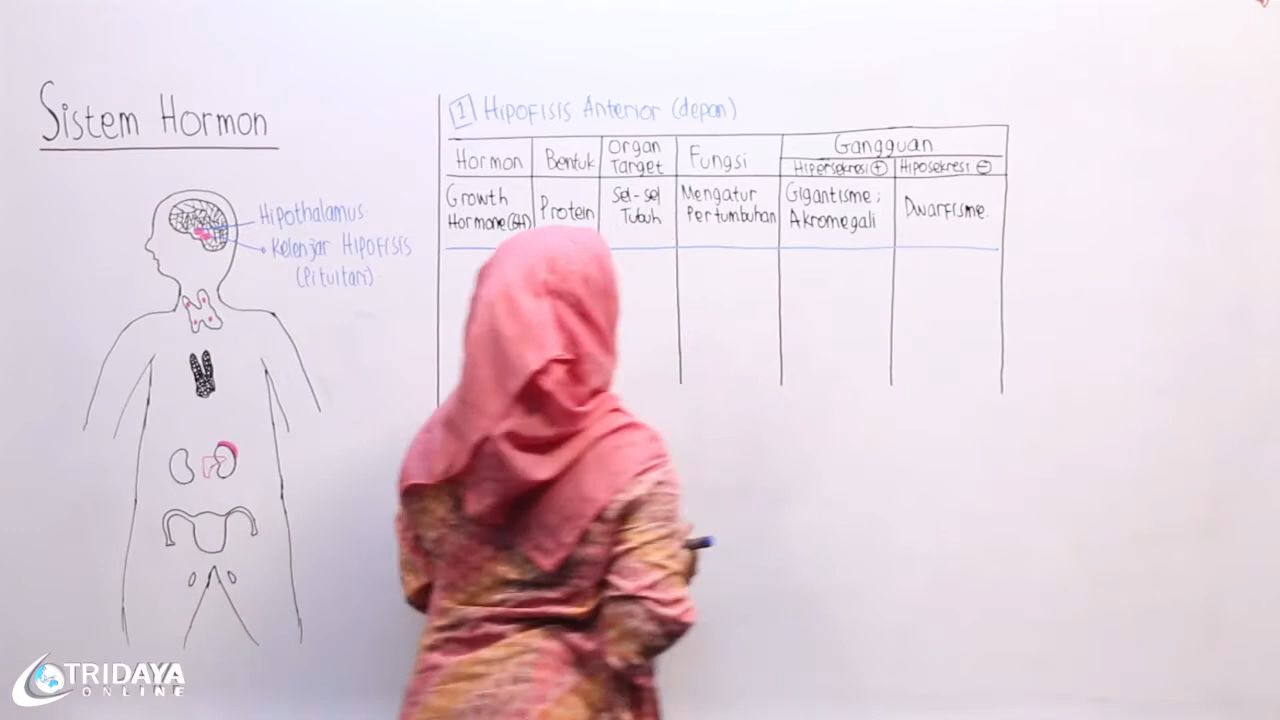 Sistem Hormon
Hipothalamus.
• Kelenjar HIPOFISIS
(Pituitari)
1 HIPOFISIS Anterior (depan)
Hormon
Bentuk
Organ
Target
Fungsi
Gangguan
Hipersekresi +
Hiposekresi −
Growth
Hormone (GH)
Protein
Sel-sel
Tubuh
Mengatur
Pertumbuhan
Gigantisme ;
Akromegali
Dwarfisme.
TRIDAYA
ONLINE